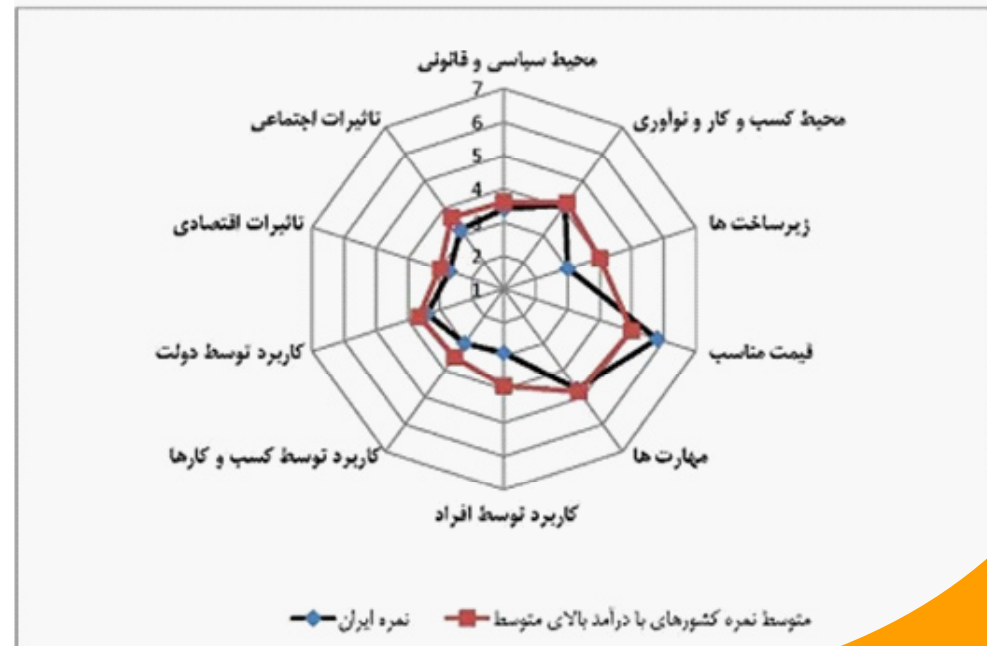 محیط سیاسی و قانونی
محیط کسب و کار و نوآوری
زیرساخت ها
قیمت مناسب
مهارت ها
کاربرد توسط افراد
کاربرد توسط کسب و کارها
کاربرد توسط دولت
تاثیرات اقتصادی
تاثیرات اجتماعی
7
6
5
4
3
2
1
متوسط نمره کشورهای با درآمد بالای متوسط
نمره ایران